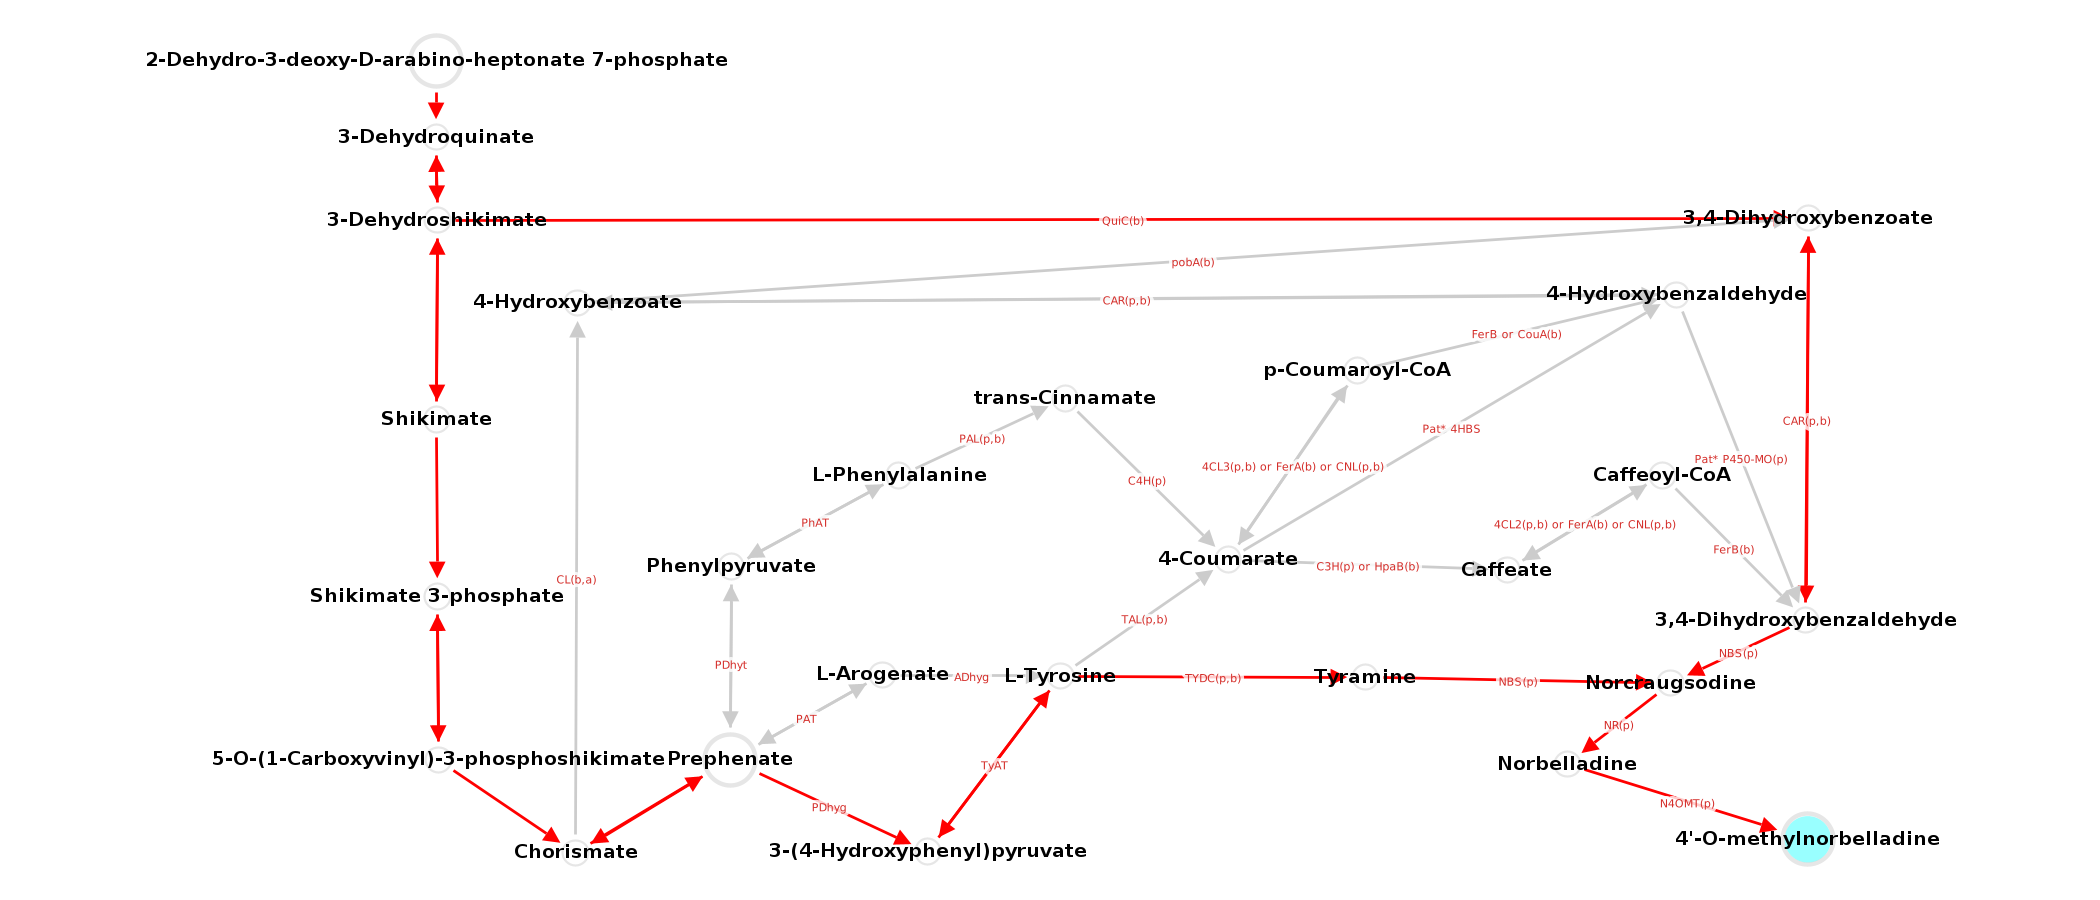 2-Dehydro-3-deoxy-D-arabino-heptonate 7-phosphate
3-Dehydroquinate
3-Dehydroshikimate
QuiC(b)
3,4-Dihydroxybenzoate
pobA(b)
4-Hydroxybenzoate
CAR(p,b)
4-Hydroxybenzaldehyde
FerB or CouA(b)
p-Coumaroyl-CoA
trans-Cinnamate
Shikimate
CAR(p,b)
Pat* 4HBS
PAL(p,b)
Pat* P450-MO(p)
4CL3(p,b) or FerA(b) or CNL(p,b)
L-Phenylalanine
Caffeoyl-CoA
C4H(p)
PhAT
4CL2(p,b) or FerA(b) or CNL(p,b)
FerB(b)
4-Coumarate
Phenylpyruvate
C3H(p) or HpaB(b)
Caffeate
CL(b,a)
Shikimate 3-phosphate
TAL(p,b)
3,4-Dihydroxybenzaldehyde
NBS(p)
PDhyt
L-Arogenate
ADhyg
L-Tyrosine
TYDC(p,b)
Tyramine
NBS(p)
Norcraugsodine
PAT
NR(p)
5-O-(1-Carboxyvinyl)-3-phosphoshikimate
Prephenate
TyAT
Norbelladine
PDhyg
N4OMT(p)
4'-O-methylnorbelladine
Chorismate
3-(4-Hydroxyphenyl)pyruvate